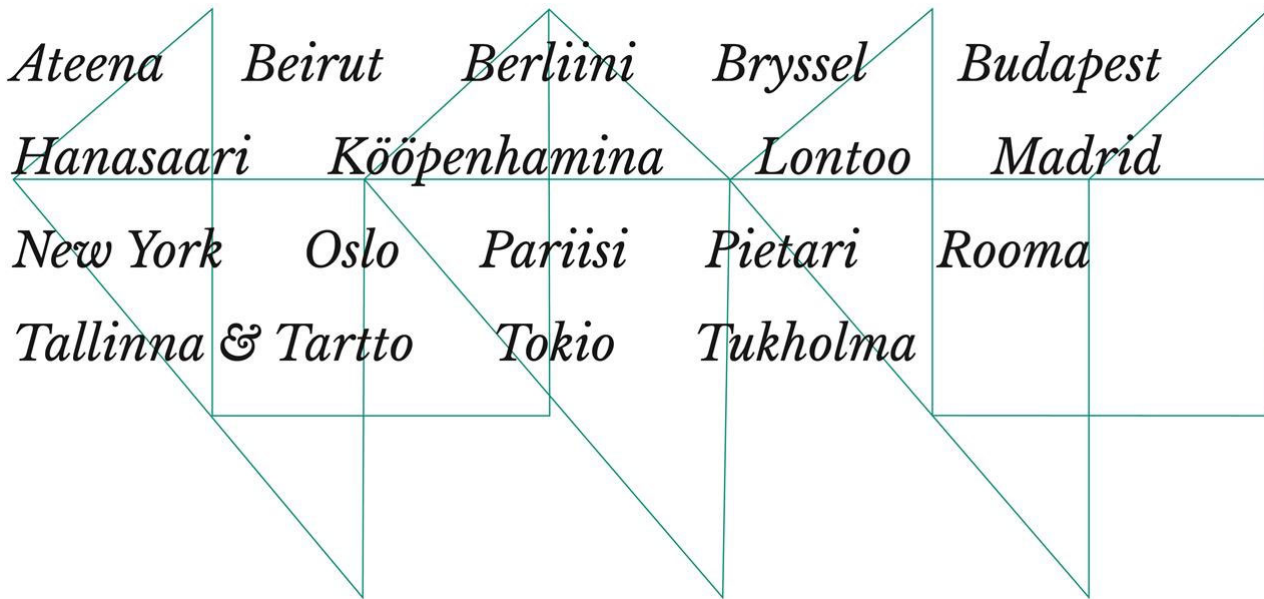 Ateena Beirut Berliini Bryssel Budapest
Hanasaari Kööpenhamina Lontoo Madrid
New York Oslo Pariisi Pietari Rooma
Tallinna & Tartto Tokio Tukholma